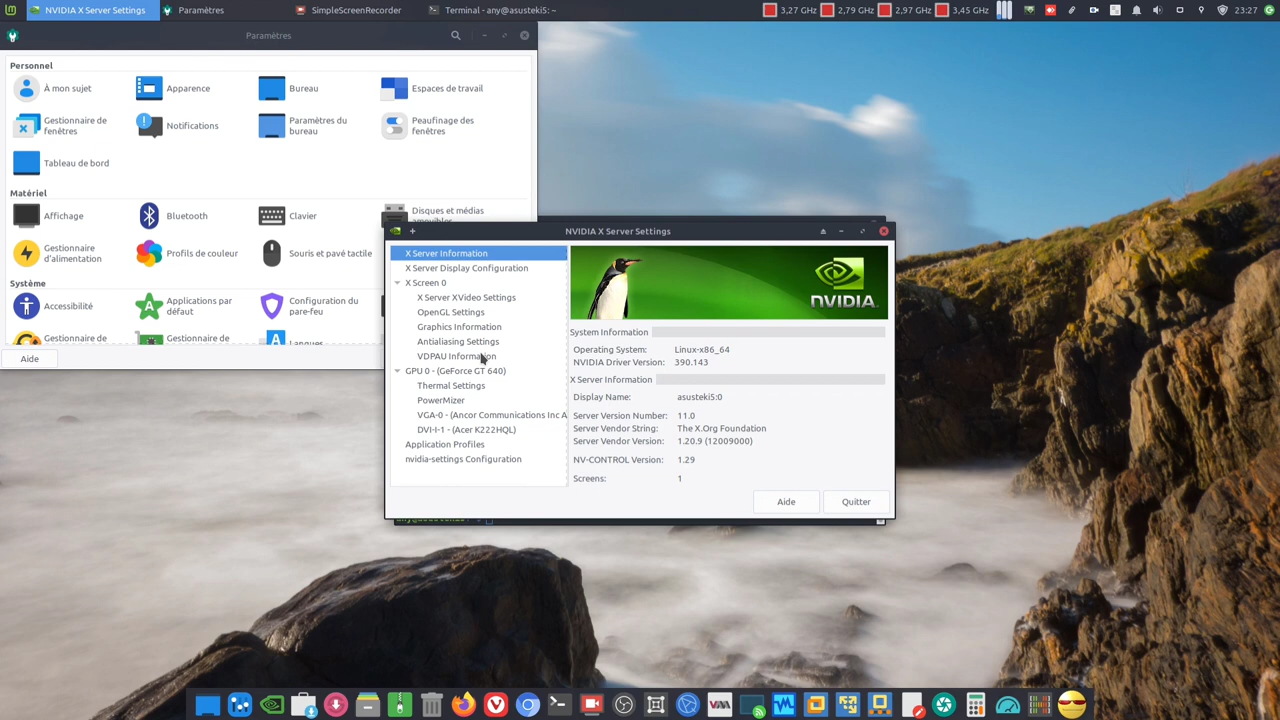 NVIDIA X Server Settings
Paramètres
SimpleScreenRecorder
Terminal - any@asusteki5: ~
3,27 GHz
2,79 GHz
2,97 GHz
3,45 GHz
23:27
Paramètres
Personnel
À mon sujet
Apparence
Bureau
Espaces de travail
Gestionnaire de
fenêtres
Notifications
Paramètres du
bureau
Peaufinage des
fenêtres
Tableau de bord
Matériel
Affichage
Bluetooth
Clavier
Disques et médias
amovibles
Gestionnaire
d'alimentation
Profils de couleur
Souris et pavé tactile
Système
Accessibilité
Applications par
défaut
Configuration du
pare-feu
Gestionnaire de
Gestionnaire de
Langues
Aide
NVIDIA X Server Settings
X Server Information
X Server Display Configuration
X Screen 0
X Server XVideo Settings
OpenGL Settings
Graphics Information
Antialiasing Settings
VDPAU Information
GPU 0 - (GeForce GT 640)
Thermal Settings
PowerMizer
VGA-0 - (Ancor Communications Inc A
DVI-I-1 - (Acer K222HQL)
Application Profiles
nvidia-settings Configuration
NVIDIA
System Information
Operating System: Linux-x86_64
NVIDIA Driver Version: 390.143
X Server Information
Display Name: asusteki5:0
Server Version Number: 11.0
Server Vendor String: The X.Org Foundation
Server Vendor Version: 1.20.9 (12009000)
NV-CONTROL Version: 1.29
Screens: 1
Aide
Quitter